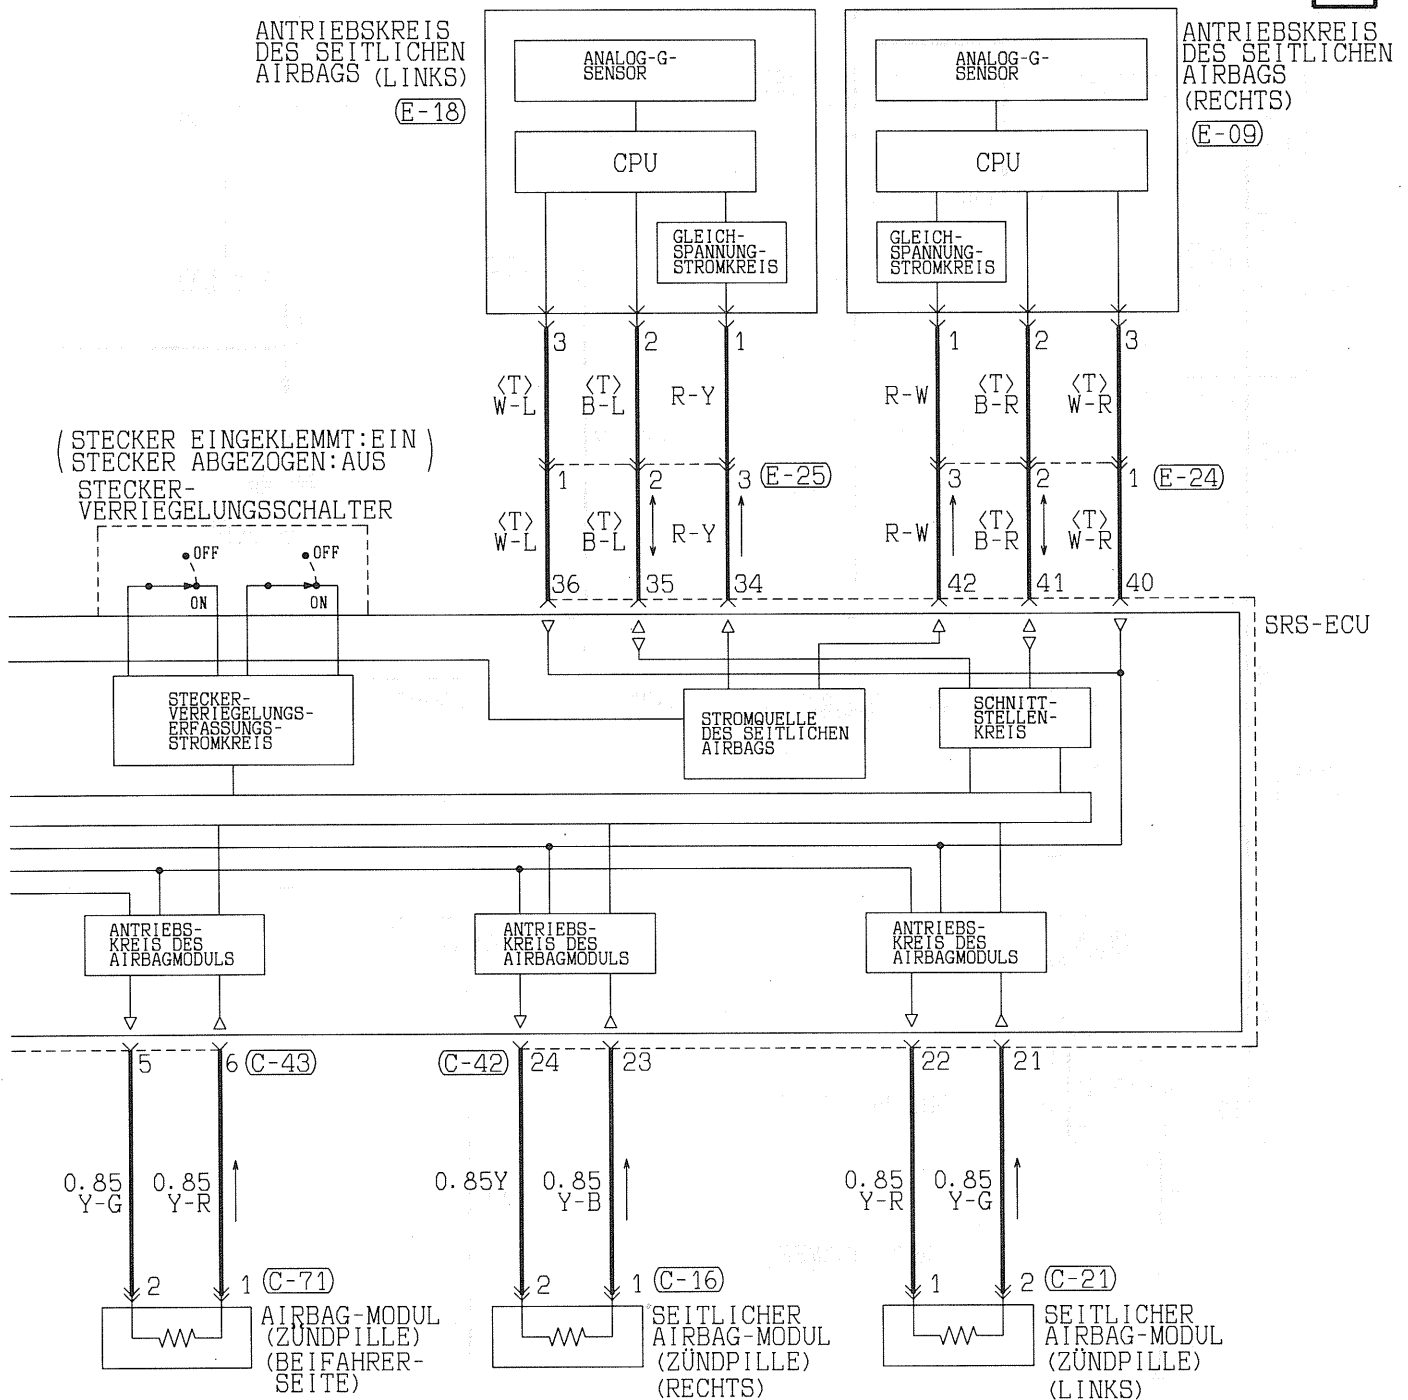 ANTRIEBSKREIS
DES SEITLICHEN
AIRBAGS (LINKS)
E-18
ANALOG-G-
SENSOR
CPU
GLEICH-
SPANNUNG-
STROMKREIS
ANALOG-G-
SENSOR
CPU
GLEICH-
SPANNUNG-
STROMKREIS
ANTRIEBSKREIS
DES SEITLICHEN
AIRBAGS
(RECHTS)
E-09
3 2 1 1 2 3
<T>
W-L
<T>
B-L
R-Y
R-W
<T>
B-R
<T>
W-R
1 2 3 E-25 3 2 1 E-24
<T>
W-L
<T>
B-L
R-Y
R-W
<T>
B-R
<T>
W-R
36 35 34 42 41 40
(STECKER EINGEKLEMMT:EIN
STECKER ABGEZOGEN:AUS)
STECKER-
VERRIEGELUNGSSCHALTER
OFF OFF
ON ON
SRS-ECU
STECKER-
VERRIEGELUNGS-
ERFASSUNGS-
STROMKREIS
STROMQUELLE
DES SEITLICHEN
AIRBAGS
SCHNITT-
STELLEN-
KREIS
ANTRIEBS-
KREIS DES
AIRBAGMODULS
ANTRIEBS-
KREIS DES
AIRBAGMODULS
ANTRIEBS-
KREIS DES
AIRBAGMODULS
5 6 C-43 C-42 24 23 22 21
0.85
Y-G
0.85
Y-R
0.85Y
0.85
Y-B
0.85
Y-R
0.85
Y-G
2 1 C-71
AIRBAG-MODUL
(ZÜNDPILLE)
(BEIFAHRER-
SEITE)
2 1 C-16
SEITLICHER
AIRBAG-MODUL
(ZÜNDPILLE)
(RECHTS)
1 2 C-21
SEITLICHER
AIRBAG-MODUL
(ZÜNDPILLE)
(LINKS)